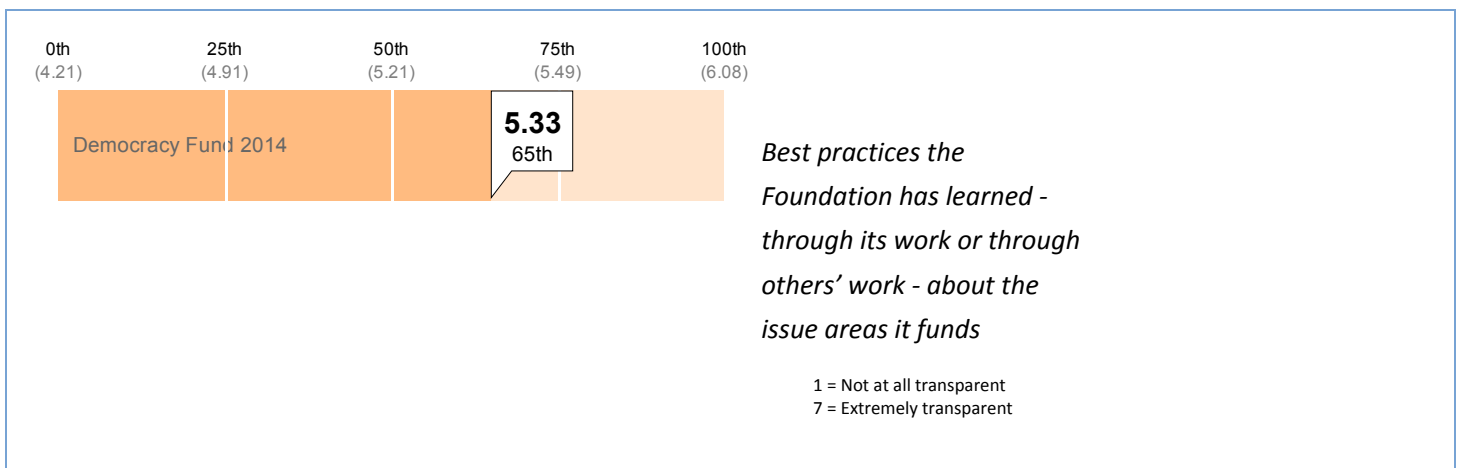 0th 25th 50th 75th 100th
(4.21) (4.91) (5.21) (5.49) (6.08)
5.33
65th
Democracy Fund 2014
Best practices the
Foundation has learned -
through its work or through
others’ work - about the
issue areas it funds
1 = Not at all transparent
7 = Extremely transparent